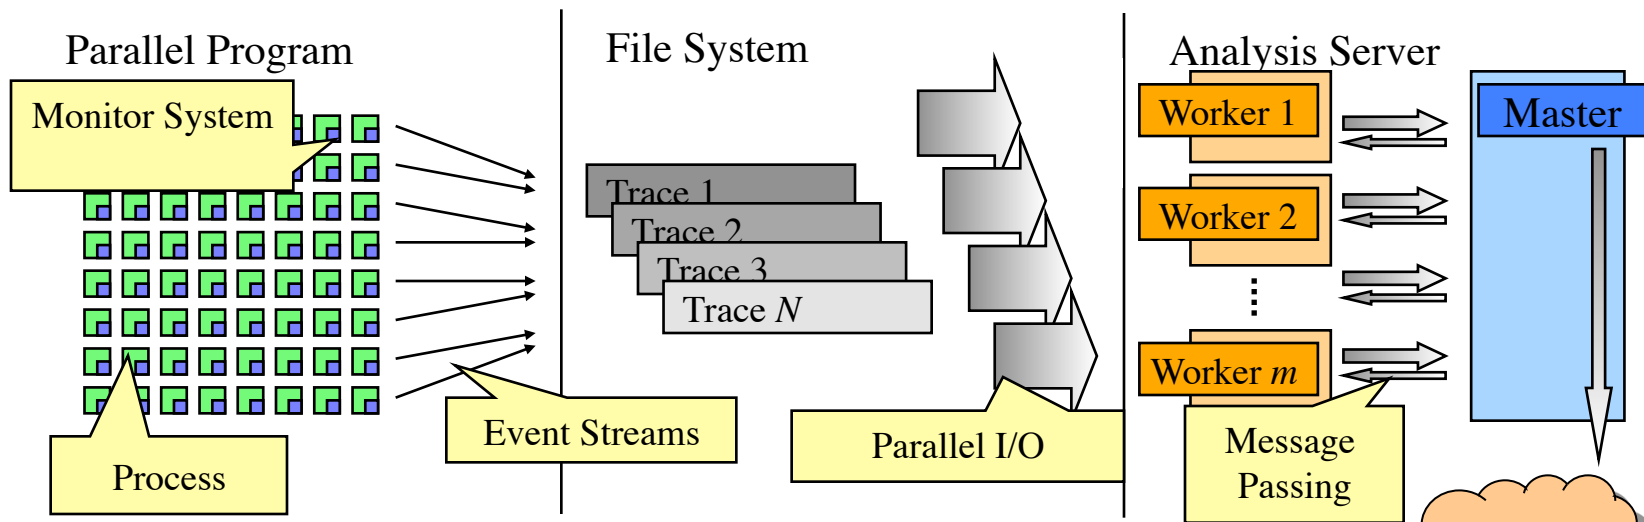 Parallel Program
Monitor System
Process
Event Streams
File System
Trace 1
Trace 2
Trace 3
Trace N
Parallel I/O
Analysis Server
Worker 1
Worker 2
Worker m
Message
Passing
Master